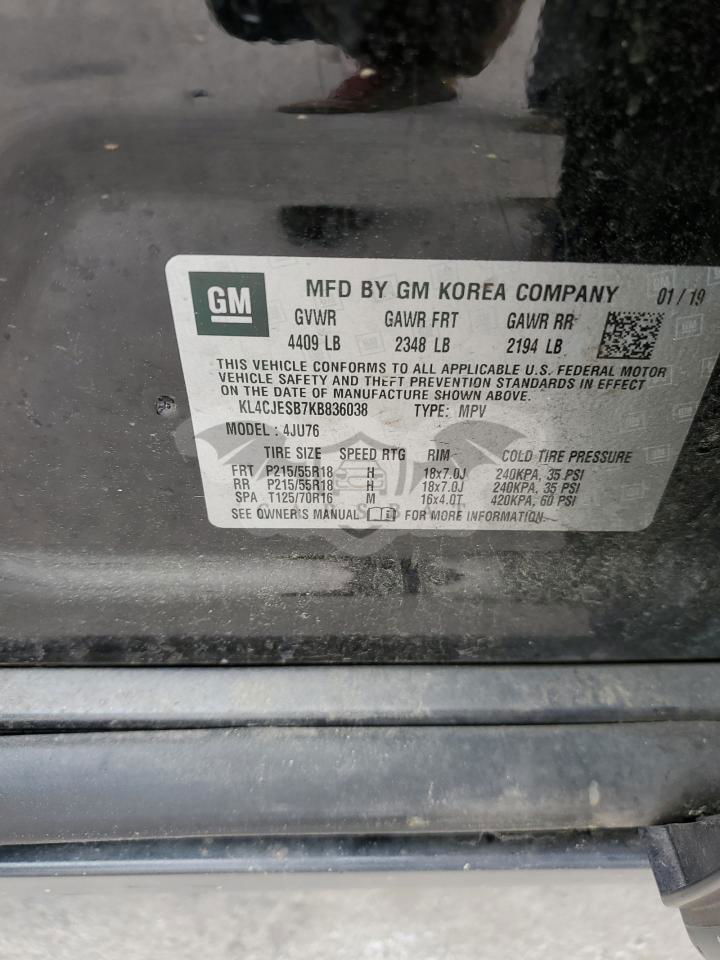 GM MFD BY GM KOREA COMPANY 01 / 19
GVWR GAWR FRT GAWR RR
4409 LB 2348 LB 2194 LB
THIS VEHICLE CONFORMS TO ALL APPLICABLE U.S. FEDERAL MOTOR
VEHICLE SAFETY AND THEFT PREVENTION STANDARDS IN EFFECT
ON THE DATE OF MANUFACTURE SHOWN ABOVE.
KL4CJESB7KB836038 TYPE: MPV
MODEL : 4JU76
TIRE SIZE SPEED RTG RIM COLD TIRE PRESSURE
FRT P215/55R18 H 18x7.0J 240KPA, 35 PSI
RR P215/55R18 H 18x7.0J 240KPA, 35 PSI
SPA T125/70R16 M 16x4.0T 420KPA, 60 PSI
SEE OWNER'S MANUAL FOR MORE INFORMATION